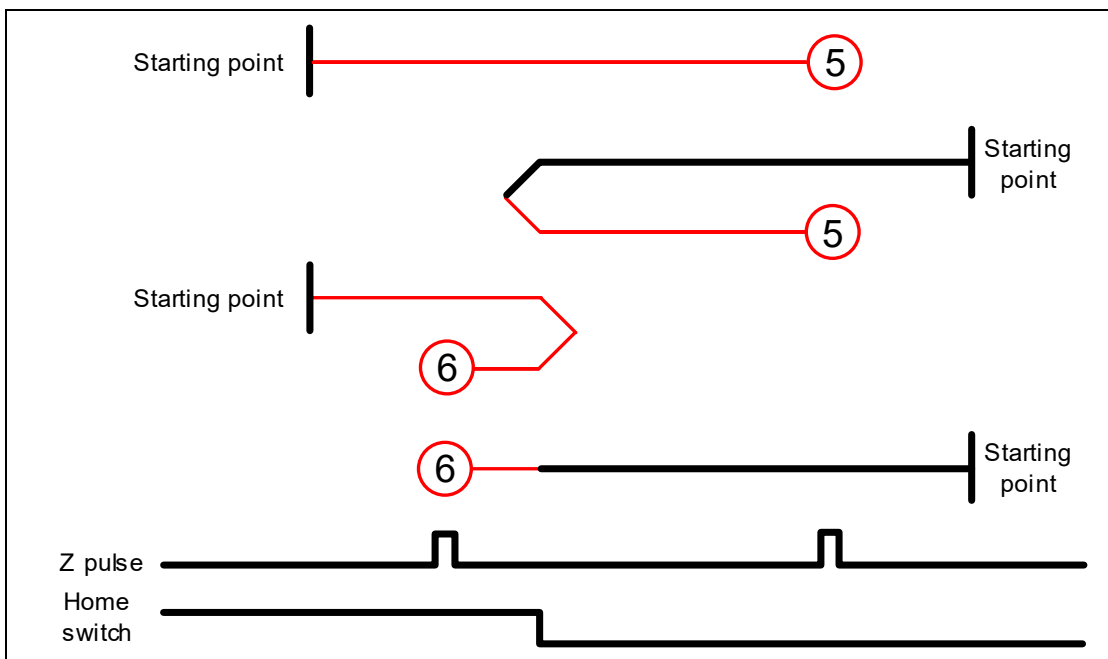 Starting point
5
Starting
point
5
Starting point
6
6
Starting
point
Z pulse
Home
switch